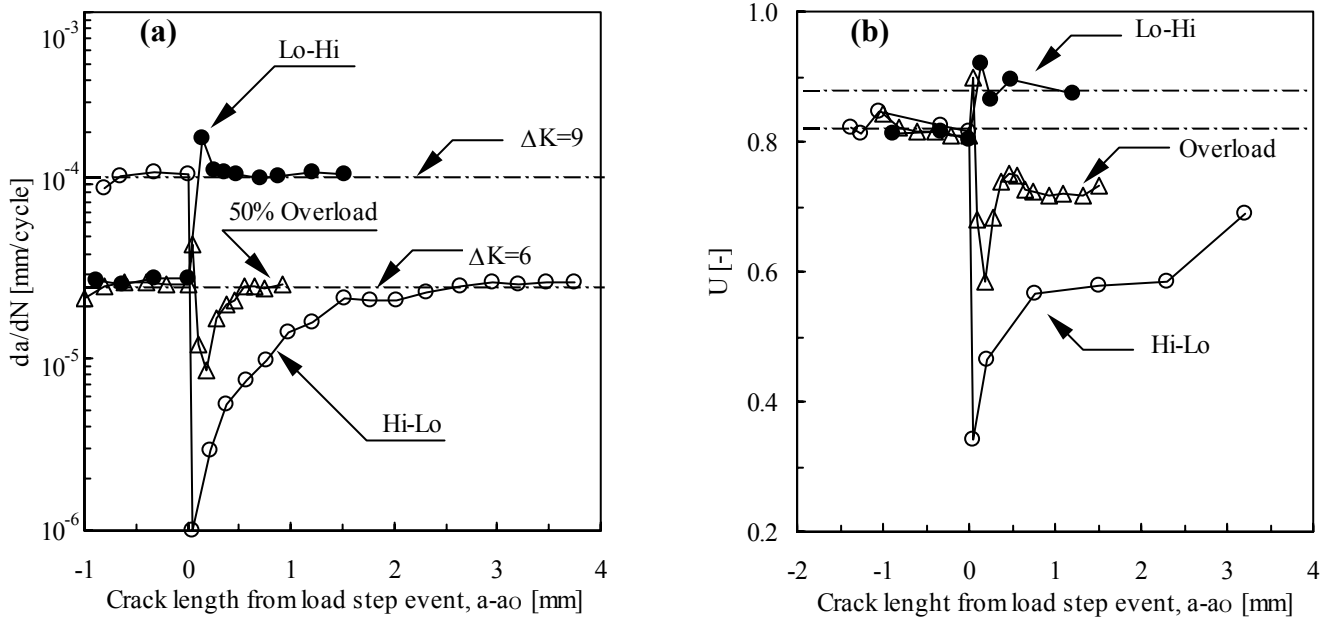 (a)
10-3
10-4
10-5
10-6
da/dN [mm/cycle]
Lo-Hi
ΔK=9
50% Overload
ΔK=6
Hi-Lo
-1 0 1 2 3 4
Crack length from load step event, a-ao [mm]
(b)
1.0
0.8
0.6
0.4
0.2
U [-]
Lo-Hi
Overload
Hi-Lo
-2 -1 0 1 2 3 4
Crack lenght from load step event, a-ao [mm]